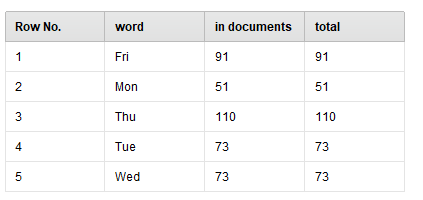 Row No. word in documents total
1 Fri 91 91
2 Mon 51 51
3 Thu 110 110
4 Tue 73 73
5 Wed 73 73